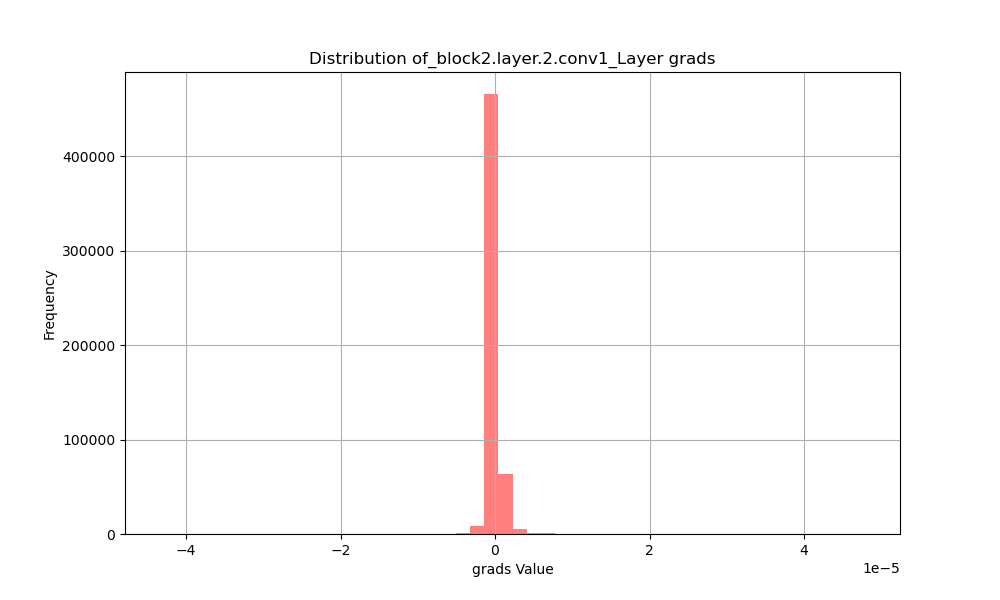 Distribution of_block2.layer.2.conv1_Layer grads
Frequency
400000
300000
200000
100000
0
−4
−2
0
2
4
1e−5
grads Value